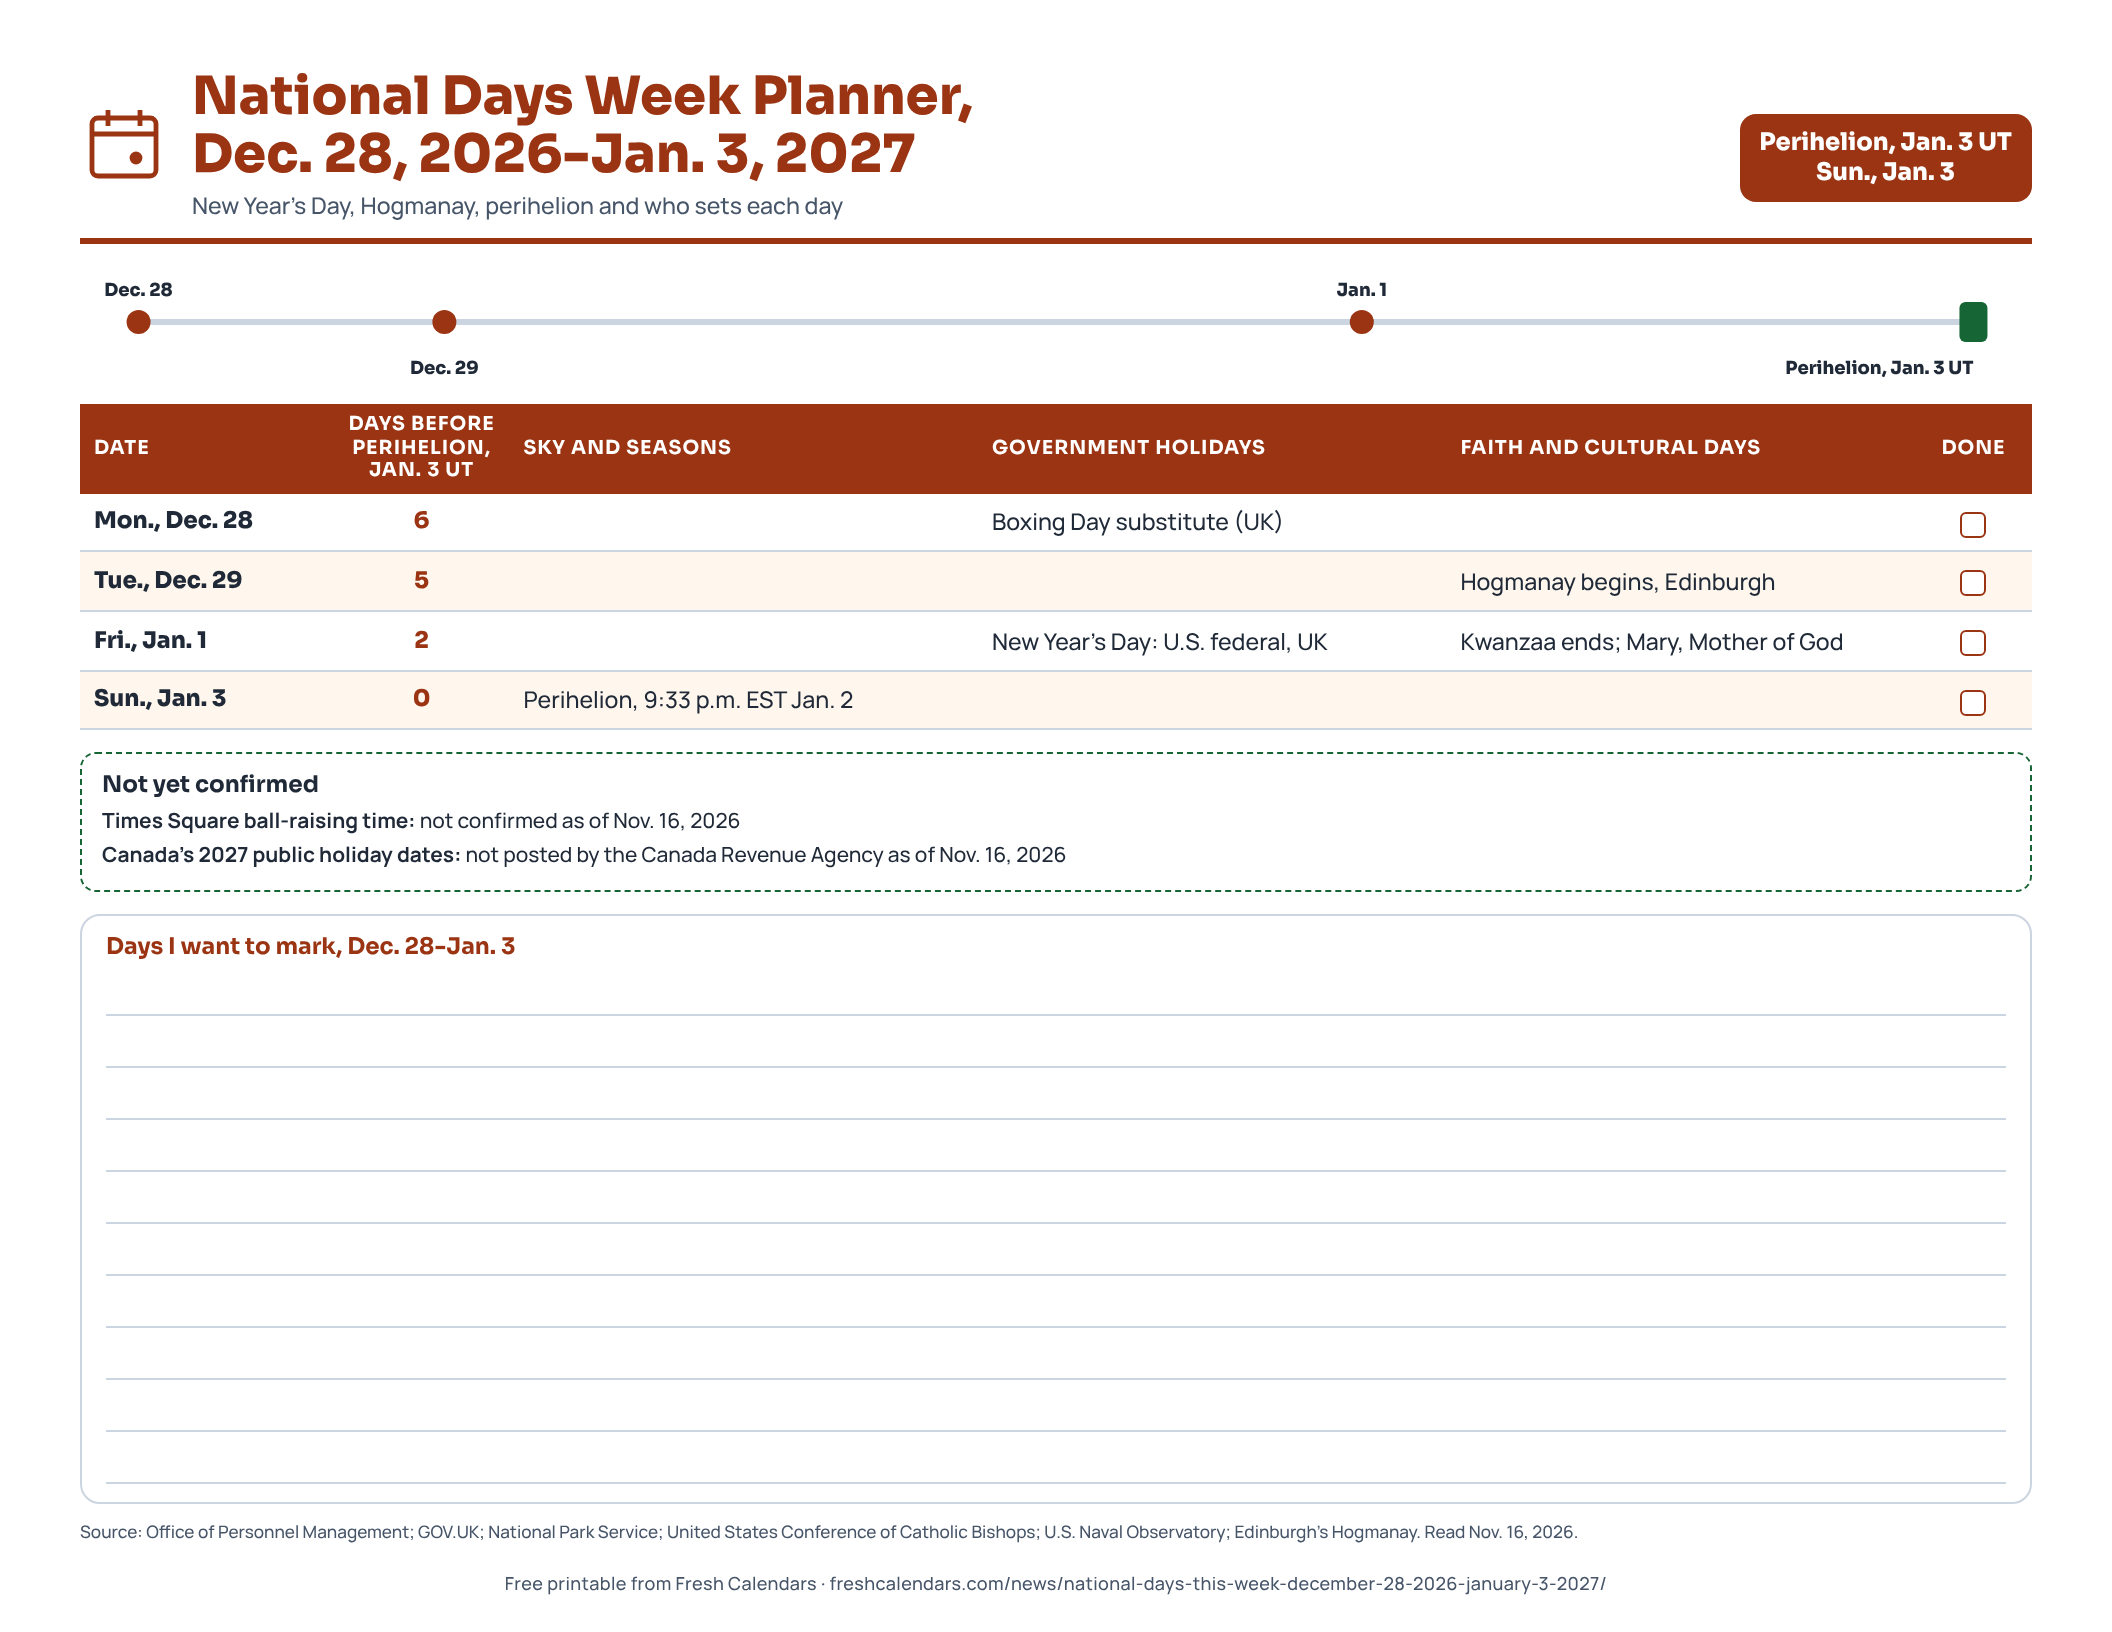 National Days Week Planner,
Dec. 28, 2026–Jan. 3, 2027
New Year's Day, Hogmanay, perihelion and who sets each day
Perihelion, Jan. 3 UT
Sun., Jan. 3
Dec. 28
Jan. 1
Dec. 29
Perihelion, Jan. 3 UT
DATE
DAYS BEFORE
PERIHELION,
JAN. 3 UT
SKY AND SEASONS
GOVERNMENT HOLIDAYS
FAITH AND CULTURAL DAYS
DONE
Mon., Dec. 28 6 Boxing Day substitute (UK)
Tue., Dec. 29 5 Hogmanay begins, Edinburgh
Fri., Jan. 1 2 New Year's Day: U.S. federal, UK Kwanzaa ends; Mary, Mother of God
Sun., Jan. 3 0 Perihelion, 9:33 p.m. EST Jan. 2
Not yet confirmed
Times Square ball-raising time: not confirmed as of Nov. 16, 2026
Canada's 2027 public holiday dates: not posted by the Canada Revenue Agency as of Nov. 16, 2026
Days I want to mark, Dec. 28–Jan. 3
Source: Office of Personnel Management; GOV.UK; National Park Service; United States Conference of Catholic Bishops; U.S. Naval Observatory; Edinburgh's Hogmanay. Read Nov. 16, 2026.
Free printable from Fresh Calendars · freshcalendars.com/news/national-days-this-week-december-28-2026-january-3-2027/